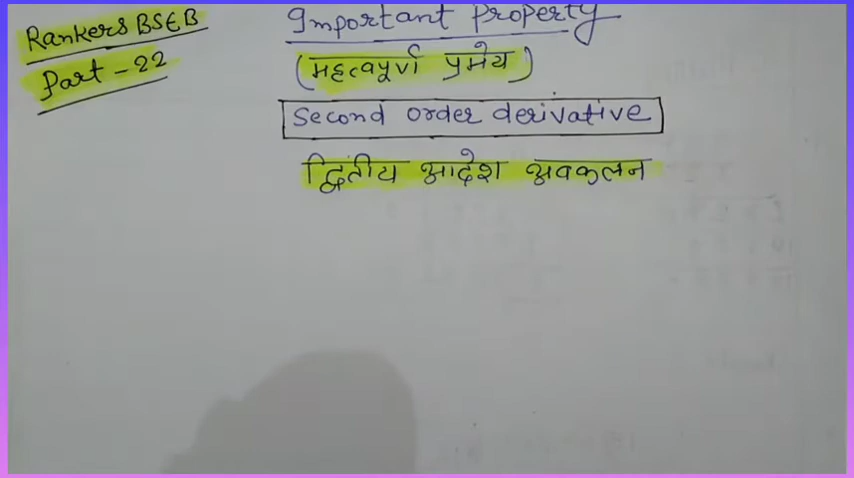 Rankers BSEB
Part - 22
Important Property
(महत्वपूर्ण प्रमेय)
Second order derivative
द्वितीय आदेश अवकलन